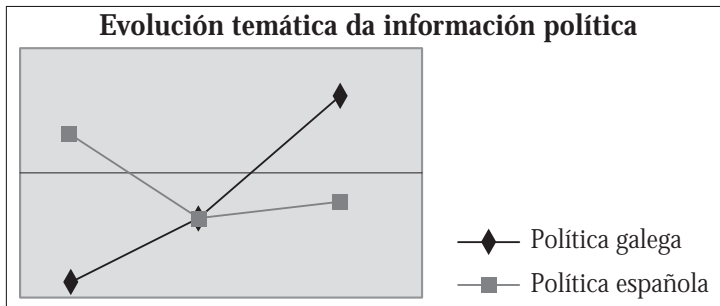 Evolución temática da información política
Política galega
Política española